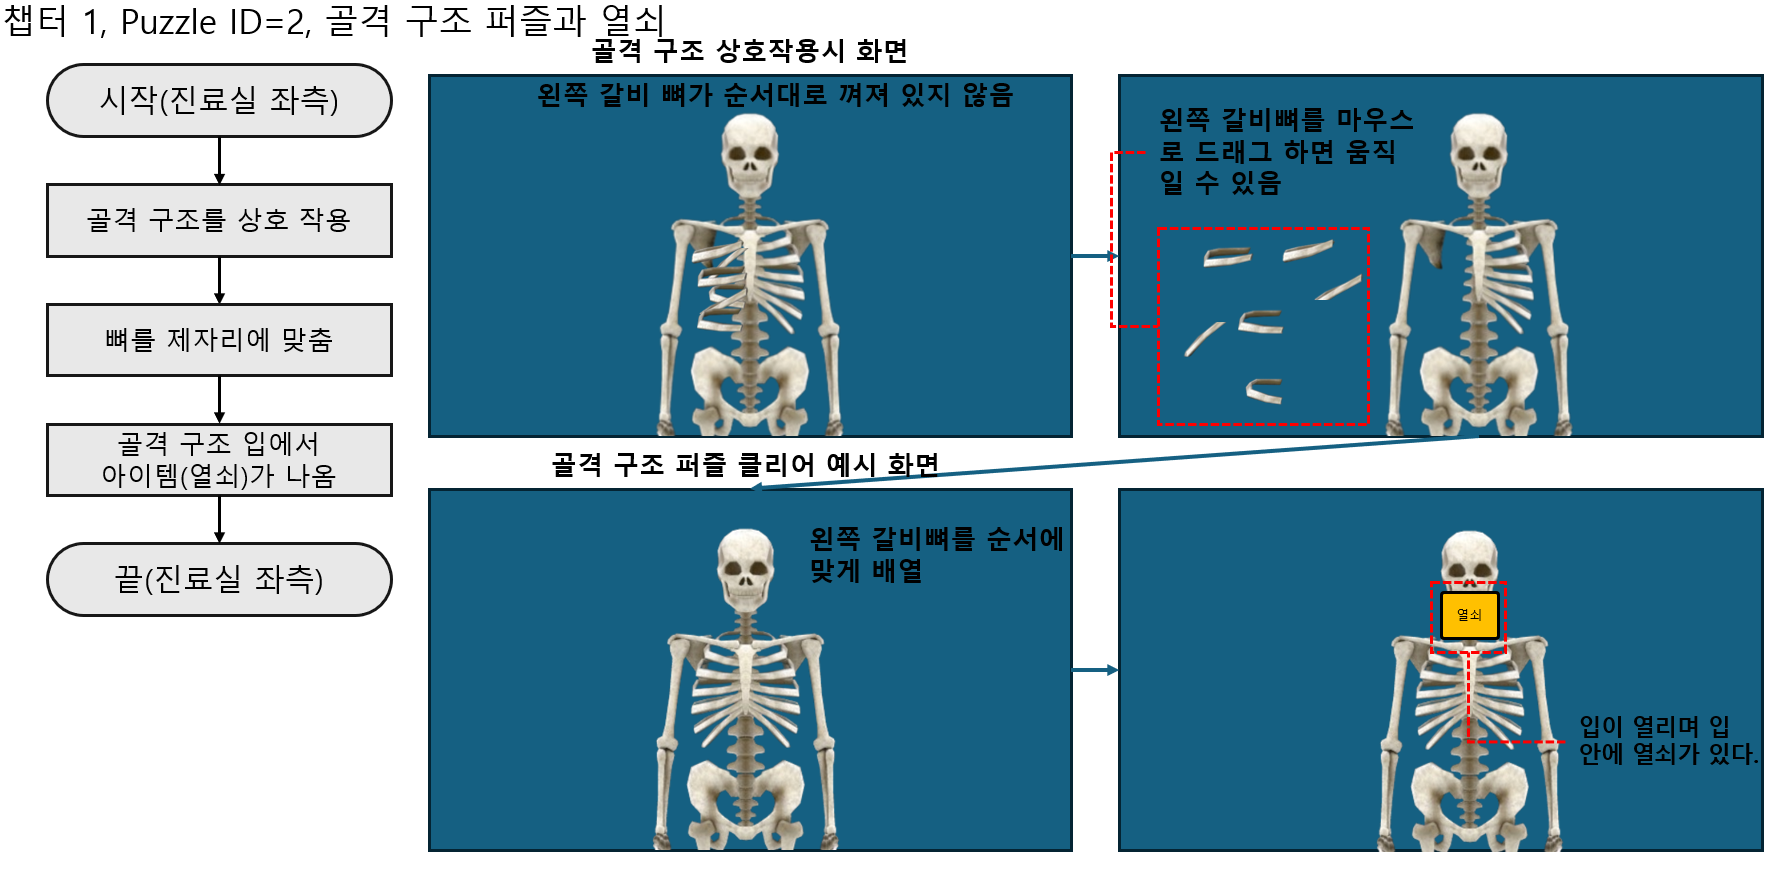 챕터 1, Puzzle ID=2, 골격 구조 퍼즐과 열쇠
시작(진료실 좌측)
골격 구조를 상호 작용
뼈를 제자리에 맞춤
골격 구조 입에서
아이템(열쇠)가 나옴
끝(진료실 좌측)
골격 구조 상호작용시 화면
왼쪽 갈비 뼈가 순서대로 껴져 있지 않음
왼쪽 갈비뼈를 마우스
로 드래그 하면 움직
일 수 있음
골격 구조 퍼즐 클리어 예시 화면
왼쪽 갈비뼈를 순서에
맞게 배열
열쇠
입이 열리며 입
안에 열쇠가 있다.